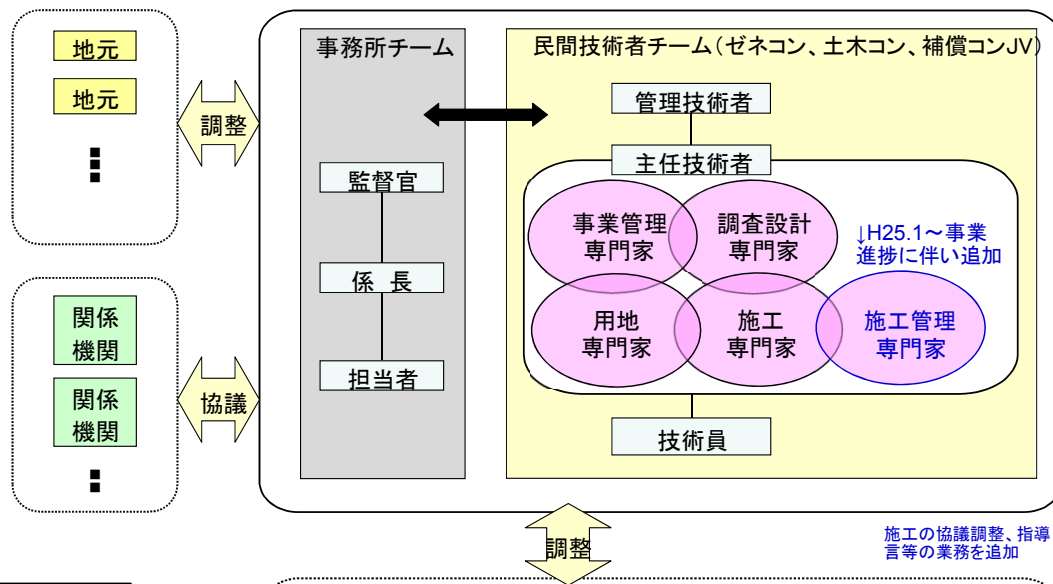 地元
地元
調整
関係
機関
関係
機関
協議
事務所チーム
監督官
係 長
担当者
民間技術者チーム（ゼネコン、土木コン、補償コンJV）
管理技術者
主任技術者
事業管理
専門家
調査設計
専門家
↓H25.1～事業
進捗に伴い追加
用地
専門家
施工
専門家
施工管理
専門家
技術員
調整
施工の協議調整、指導
言等の業務を追加